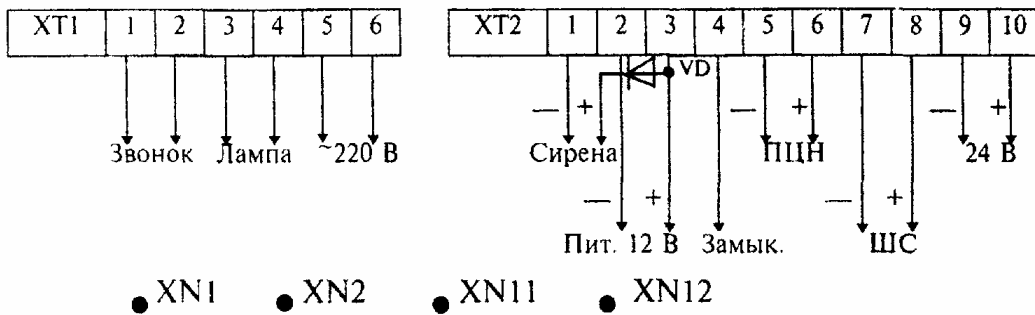 XT1 1 2 3 4 5 6 XT2 1 2 3 4 5 6 7 8 9 10
VD
— + — + — +
Звонок Лампа ~220 В Сирена ПЦН 24 В
— + — +
Пит. 12 В Замык. ШС
XN1 XN2 XN11 XN12